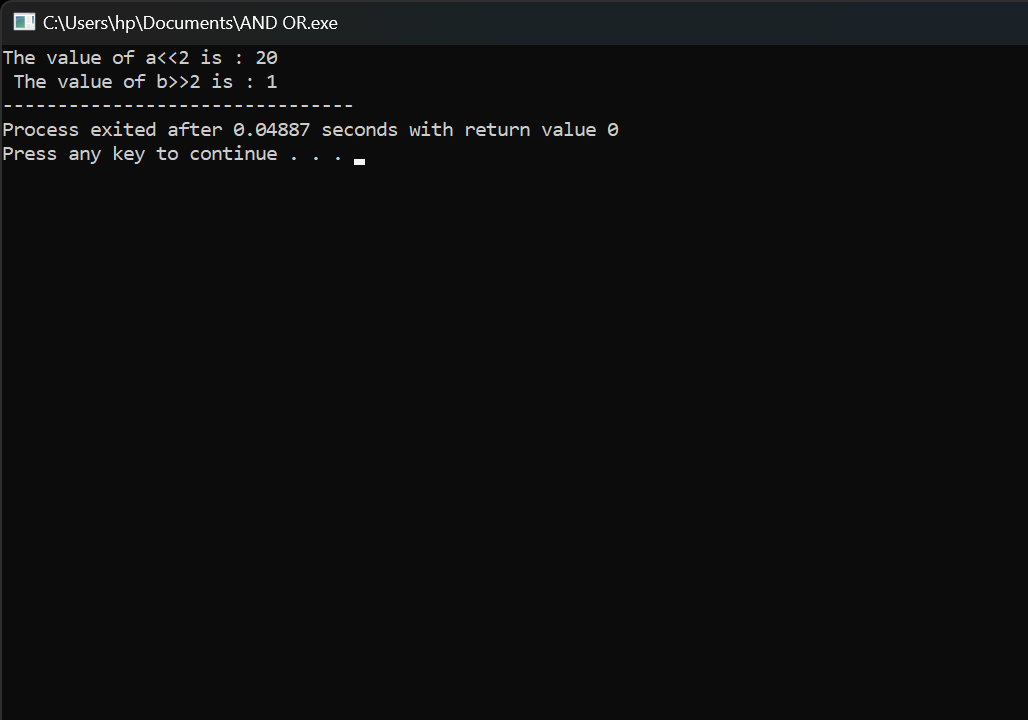 C:\Users\hp\Documents\AND OR.exe
The value of a<<2 is : 20
 The value of b>>2 is : 1
--------------------------------
Process exited after 0.04887 seconds with return value 0
Press any key to continue . . .